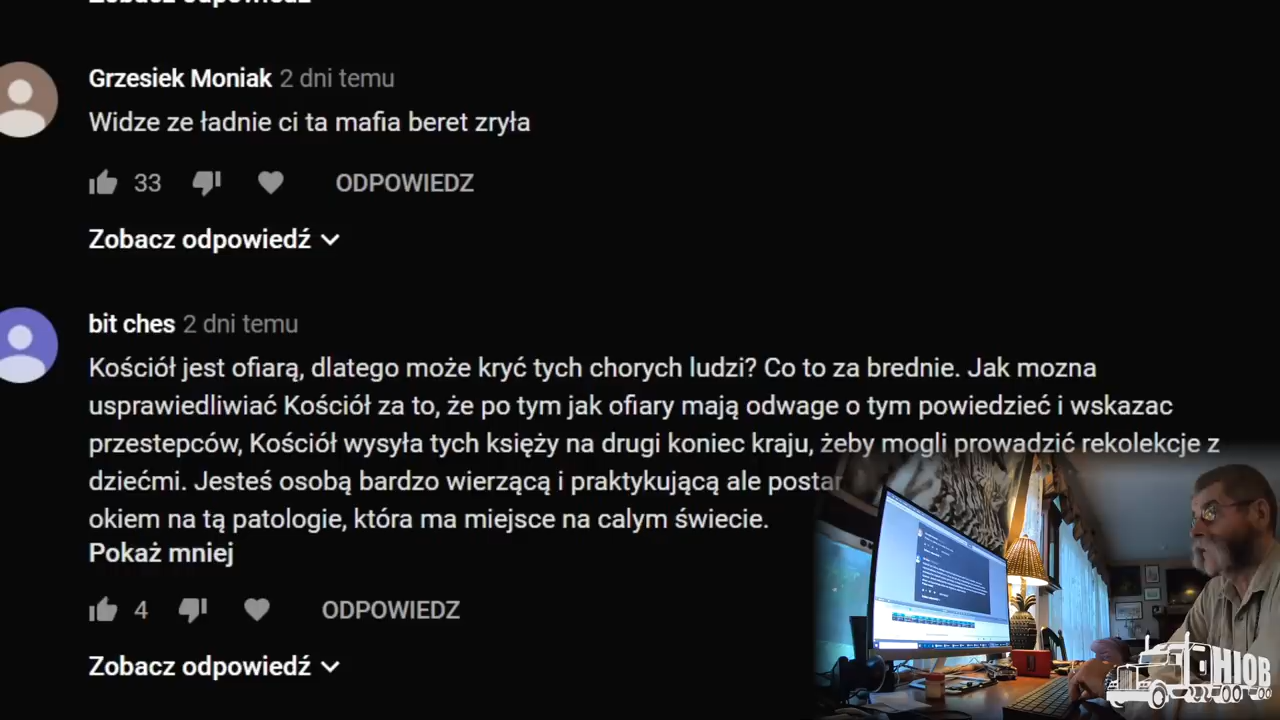 Zobacz odpowiedź
Grzesiek Moniak 2 dni temu
Widze ze ładnie ci ta mafia beret zryła
33 ODPOWIEDZ
Zobacz odpowiedź
bit ches 2 dni temu
Kościół jest ofiarą, dlatego może kryć tych chorych ludzi? Co to za brednie. Jak mozna
usprawiedliwiać Kościół za to, że po tym jak ofiary mają odwage o tym powiedzieć i wskazac
przestepców, Kościół wysyła tych księży na drugi koniec kraju, żeby mogli prowadzić rekolekcje z
dziećmi. Jesteś osobą bardzo wierzącą i praktykującą ale
okiem na tą patologie, która ma miejsce na calym świecie.
Pokaż mniej
4 ODPOWIEDZ
Zobacz odpowiedź
HIOB